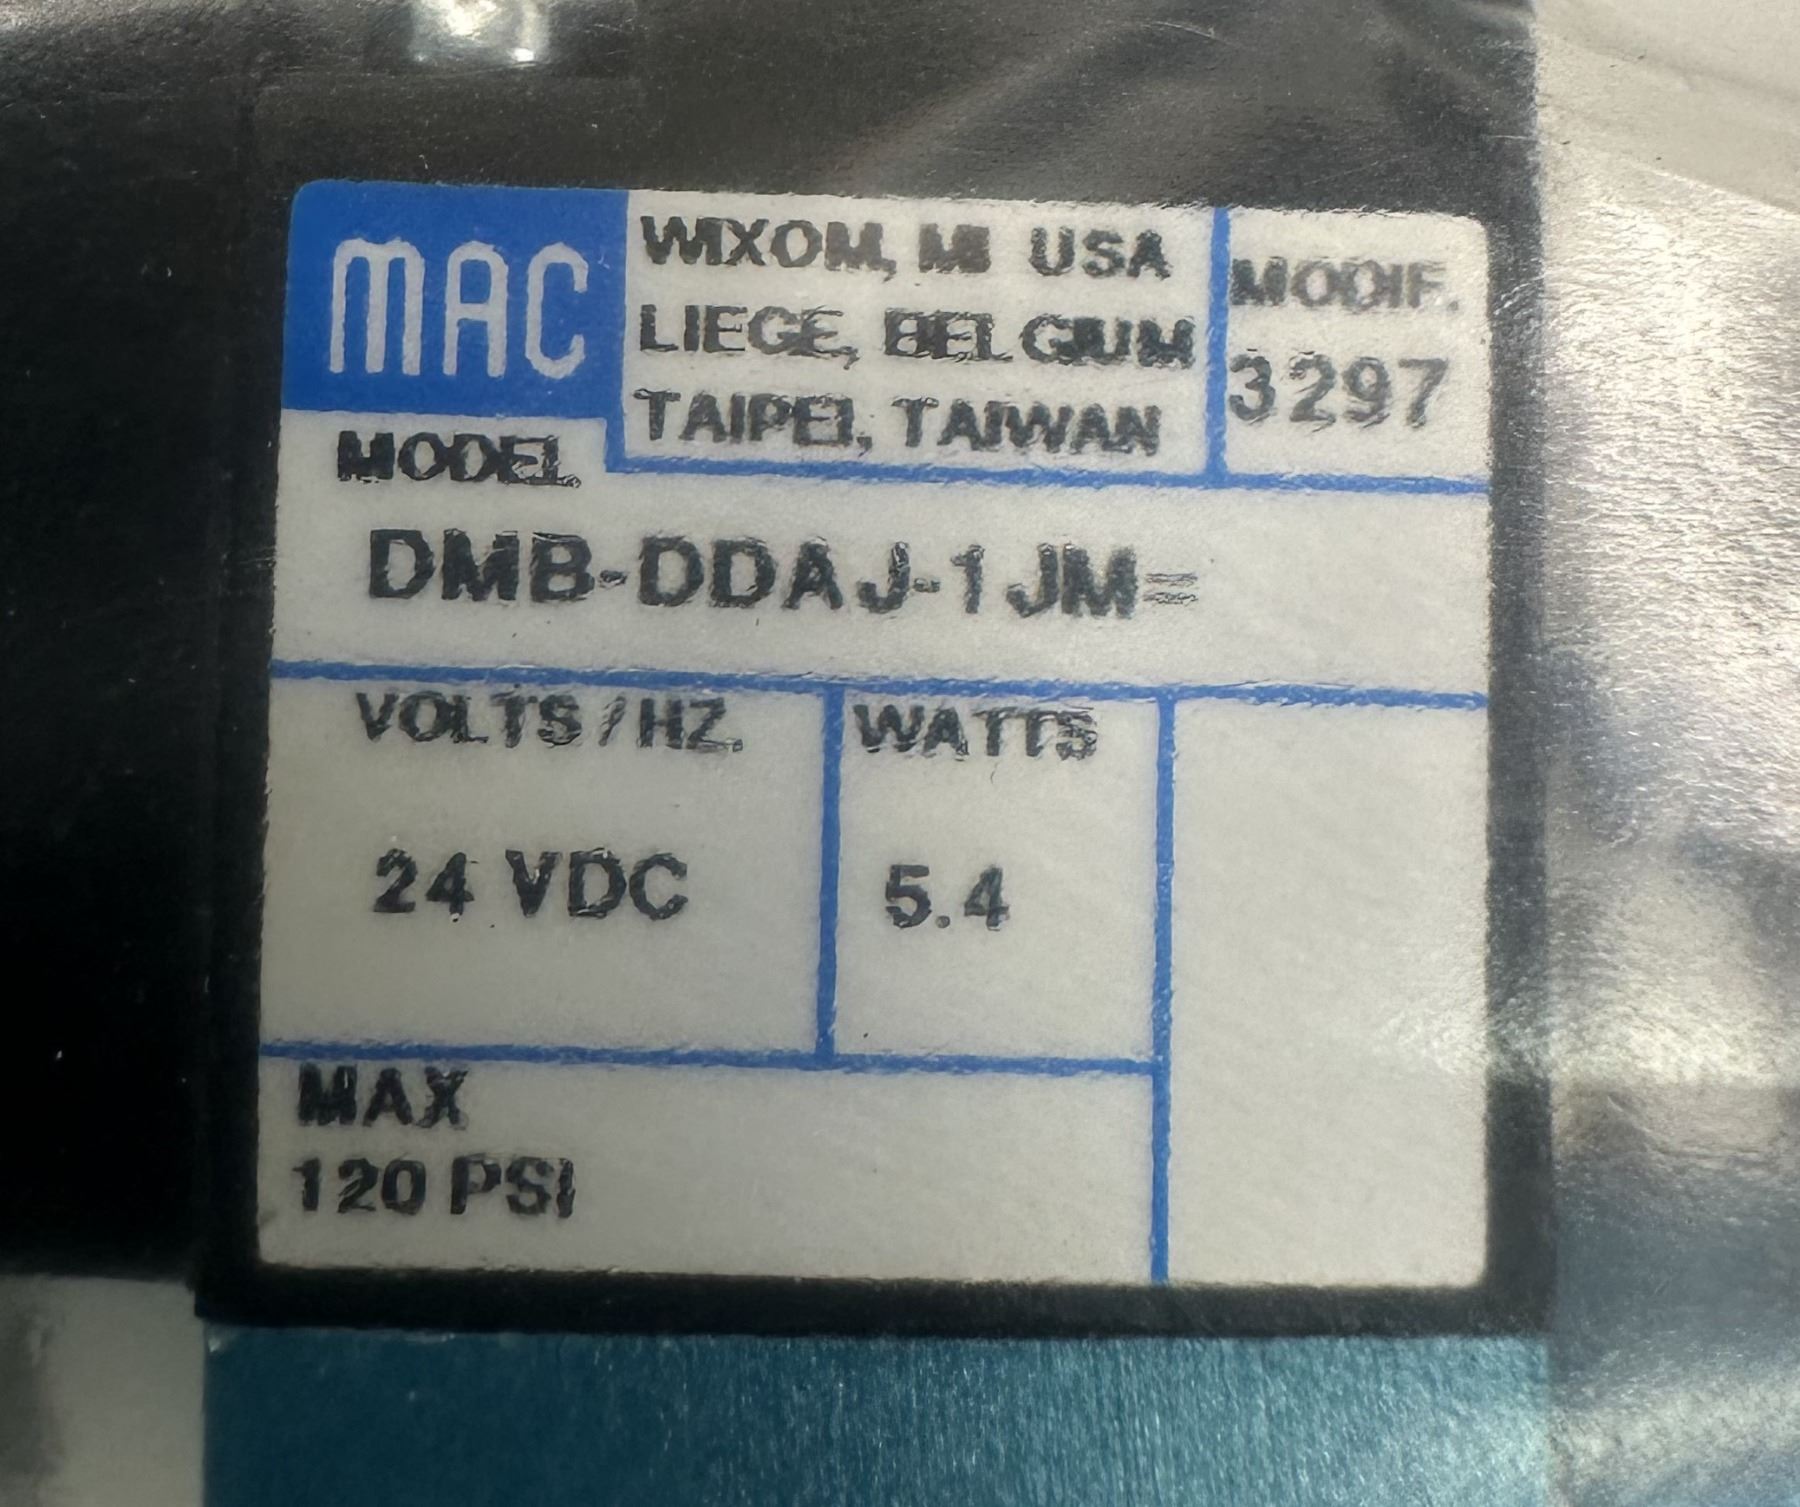 MAC
WIXOM, MI USA
LIEGE, BELGIUM
TAIPEI, TAIWAN
MODIF.
3297
MODEL
DMB-DDAJ-1JM=
VOLTS / HZ.
24 VDC
WATTS
5.4
MAX
120 PSI